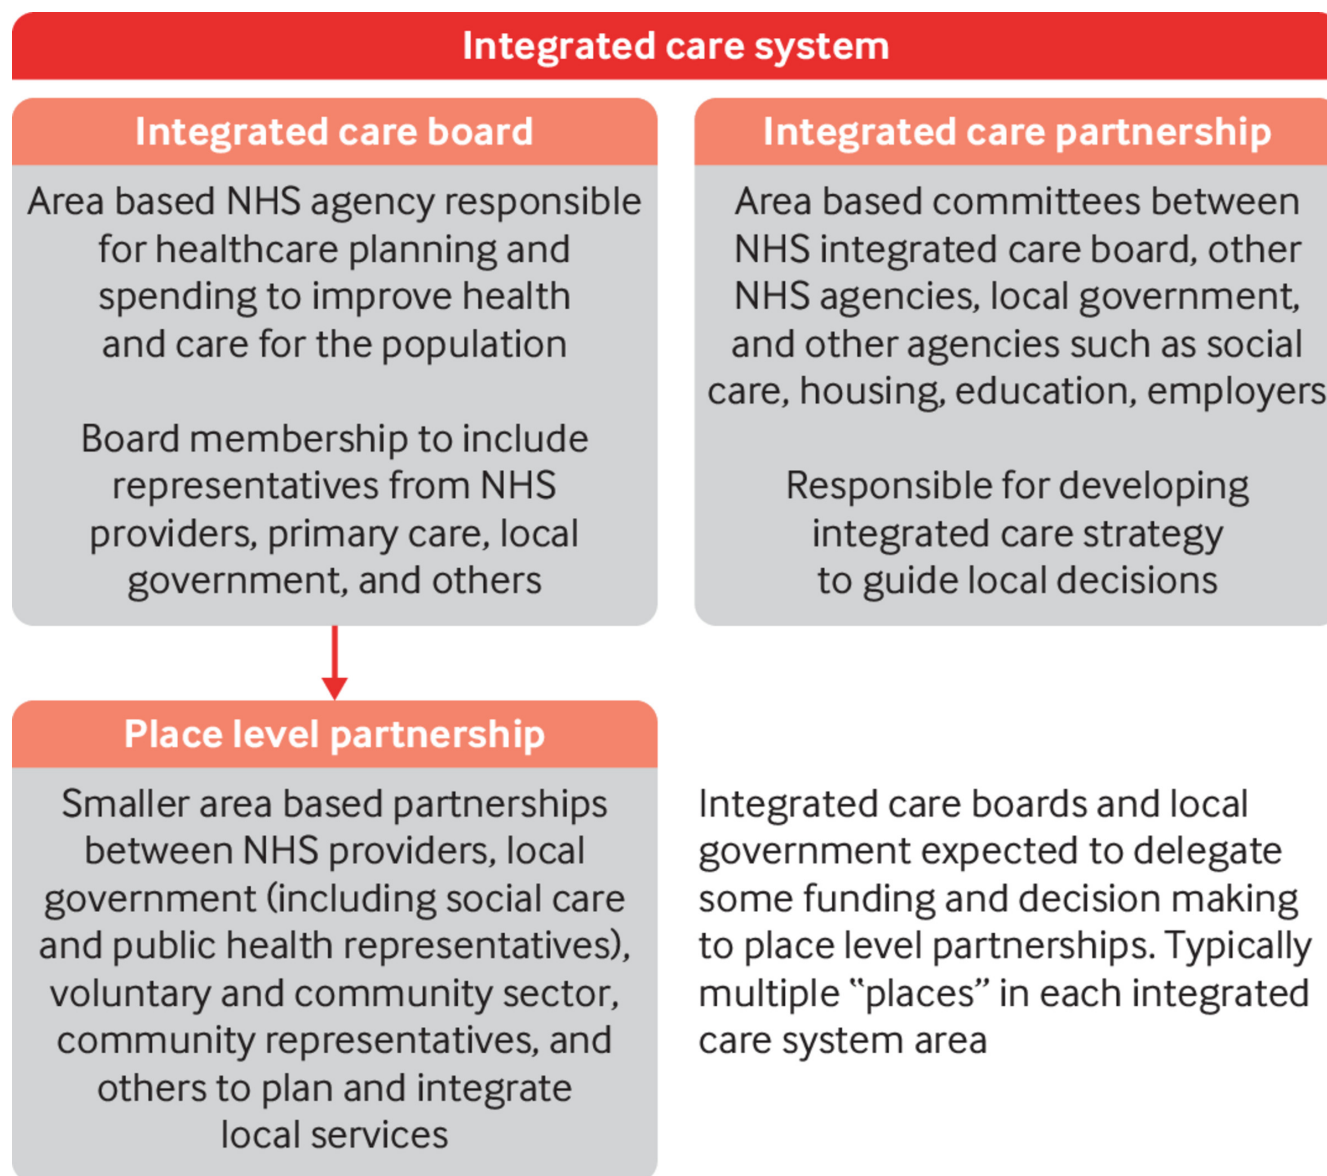 Integrated care system
Integrated care board
Area based NHS agency responsible
for healthcare planning and
spending to improve health
and care for the population
Board membership to include
representatives from NHS
providers, primary care, local
government, and others
Integrated care partnership
Area based committees between
NHS integrated care board, other
NHS agencies, local government,
and other agencies such as social
care, housing, education, employers
Responsible for developing
integrated care strategy
to guide local decisions
Place level partnership
Smaller area based partnerships
between NHS providers, local
government (including social care
and public health representatives),
voluntary and community sector,
community representatives, and
others to plan and integrate
local services
Integrated care boards and local
government expected to delegate
some funding and decision making
to place level partnerships. Typically
multiple “places” in each integrated
care system area